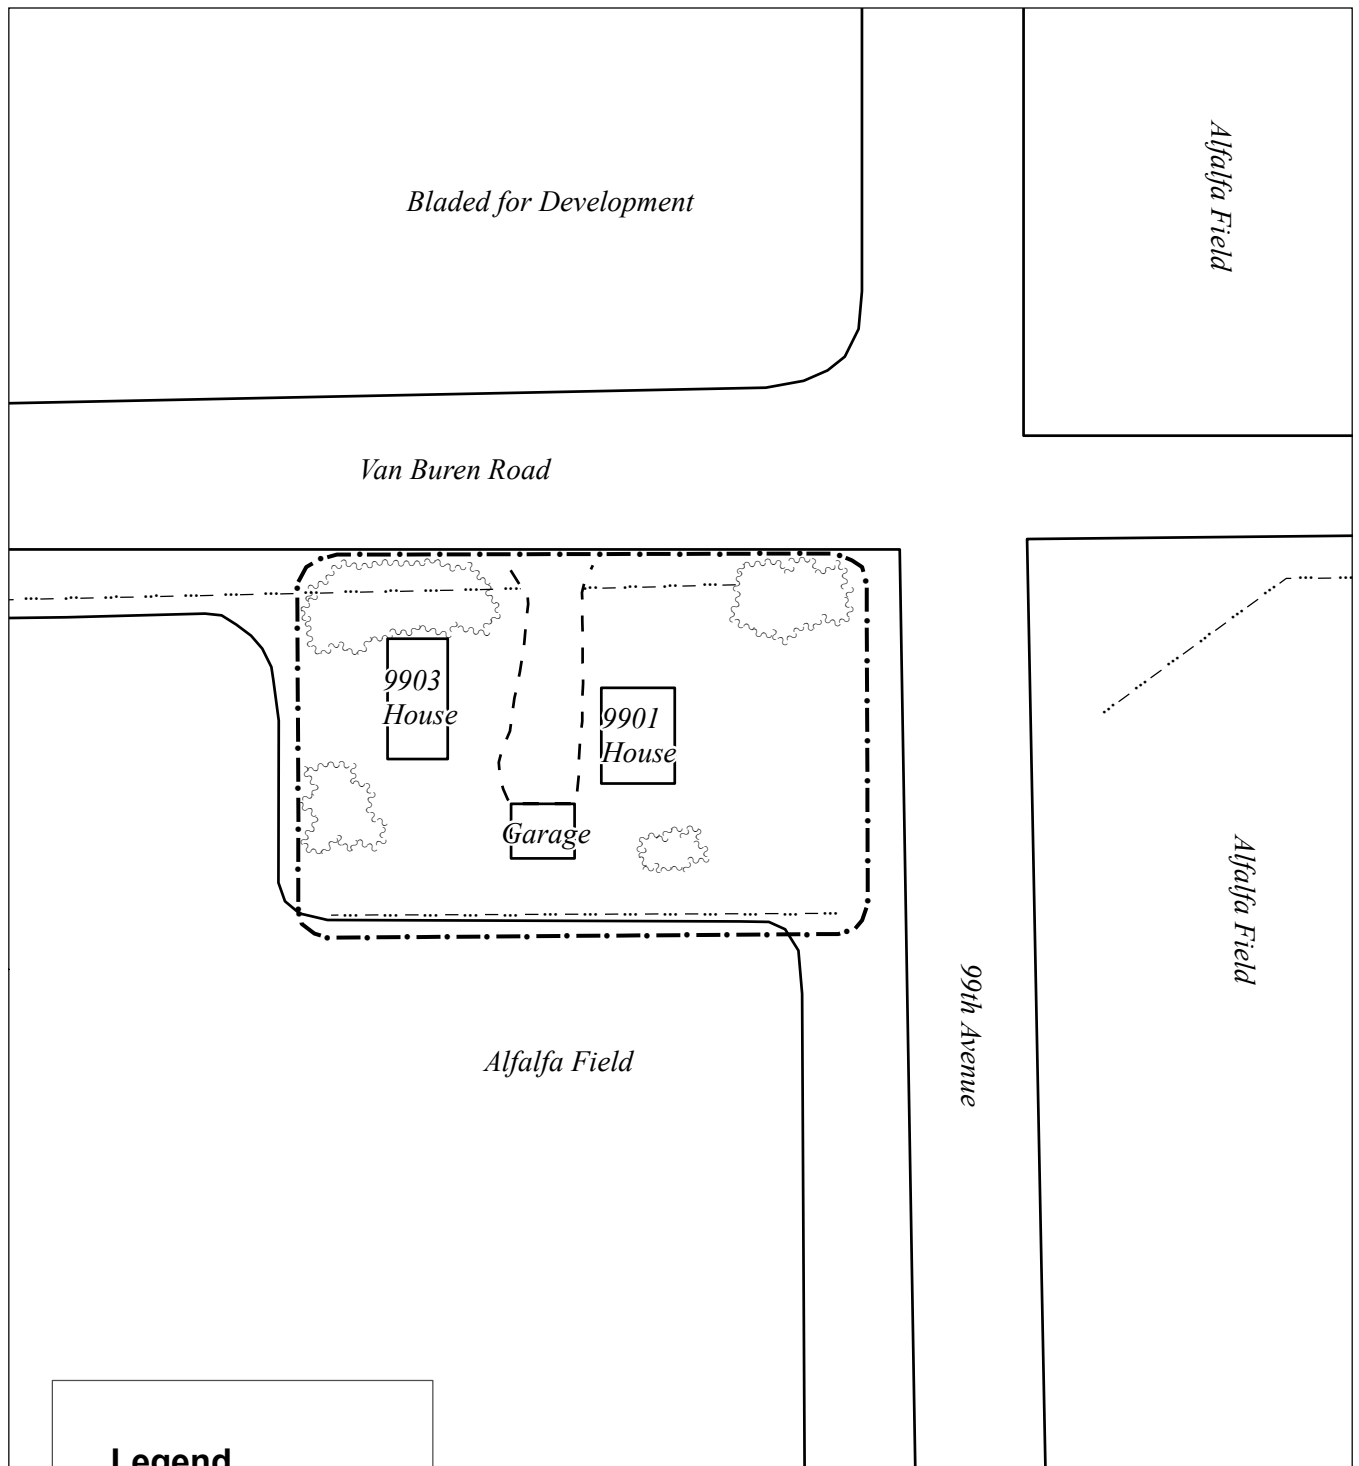 Bladed for Development
Alfalfa Field
Van Buren Road
9903
House
9901
House
Garage
Alfalfa Field
99th Avenue
Alfalfa Field
Legend